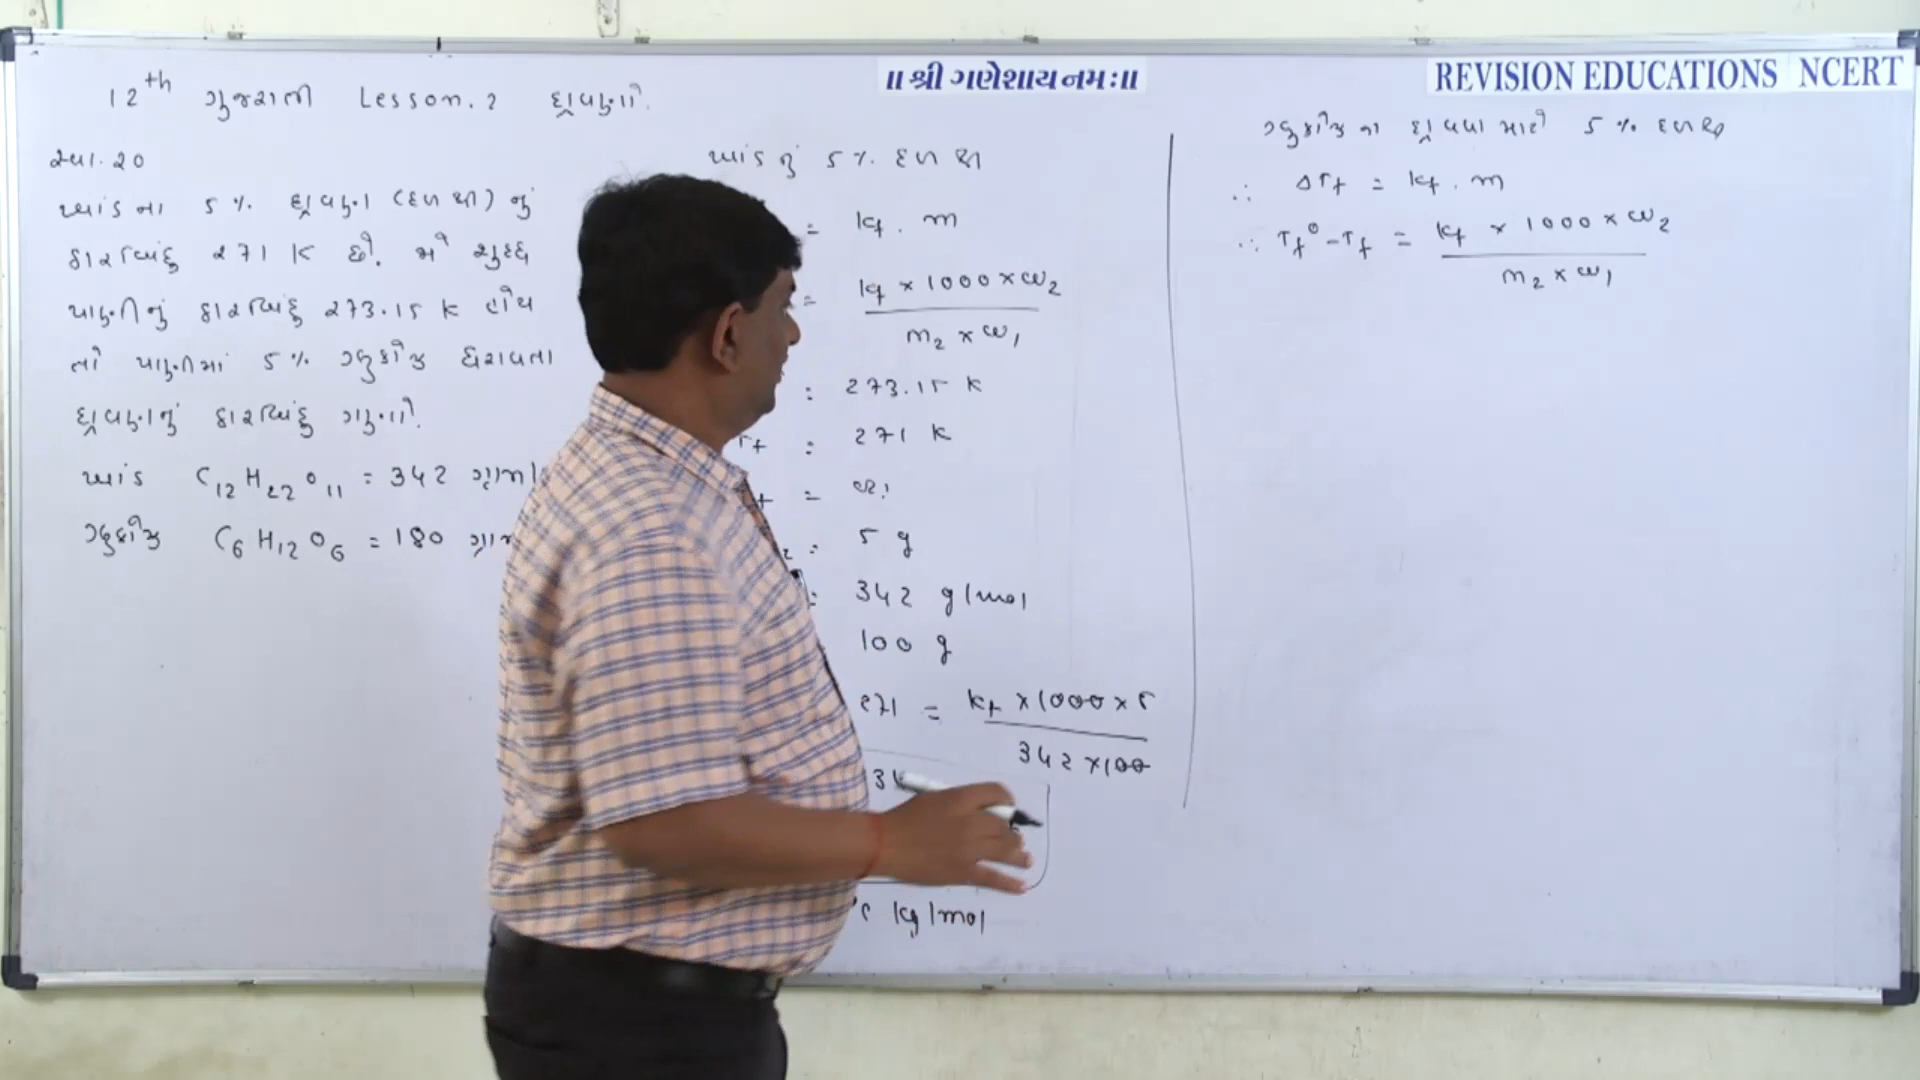 ॥ શ્રી ગણેશાય નમઃ॥
REVISION EDUCATIONS NCERT
12th ગુજરાતી Lesson. 2 દ્રાવણો.
સ્વા. 20
ખાંડના 5 % દ્રાવણ (દળથી) નું
ઠારબિંદુ 271 K છે. જો શુદ્ધ
પાણીનું ઠારબિંદુ 273.15 K હોય
તો પાણીમાં 5 % ગ્લુકોઝ ધરાવતા
દ્રાવણનું ઠારબિંદુ ગણો.
ખાંડ C12H22O11 = 342 ગ્રામ/
ગ્લુકોઝ C6H12O6 = 180
ખાંડનું 5 %. દળથી
= kf . m
= kf × 1000 × w2
m2 × w1
: 273.15 K
Tf : 271 K
=
2 : 5 g
: 342 g/mol
100 g
271 = kf × 1000 × 5
342 × 100
34
kg/mol
ગ્લુકોઝના દ્રાવણ માટે 5 % દળથી
∴ ΔTf = kf . m
∴ Tf° - Tf = kf × 1000 × w2
m2 × w1